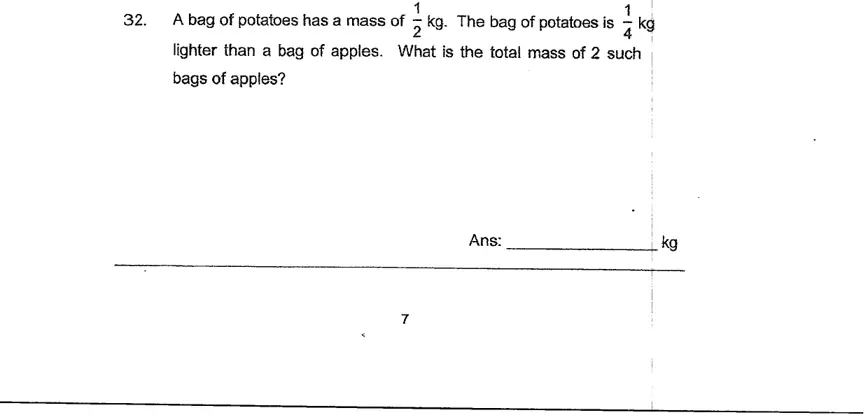 32. A bag of potatoes has a mass of 1/2 kg. The bag of potatoes is 1/4 kg
lighter than a bag of apples. What is the total mass of 2 such
bags of apples?
Ans: ________________ kg
7